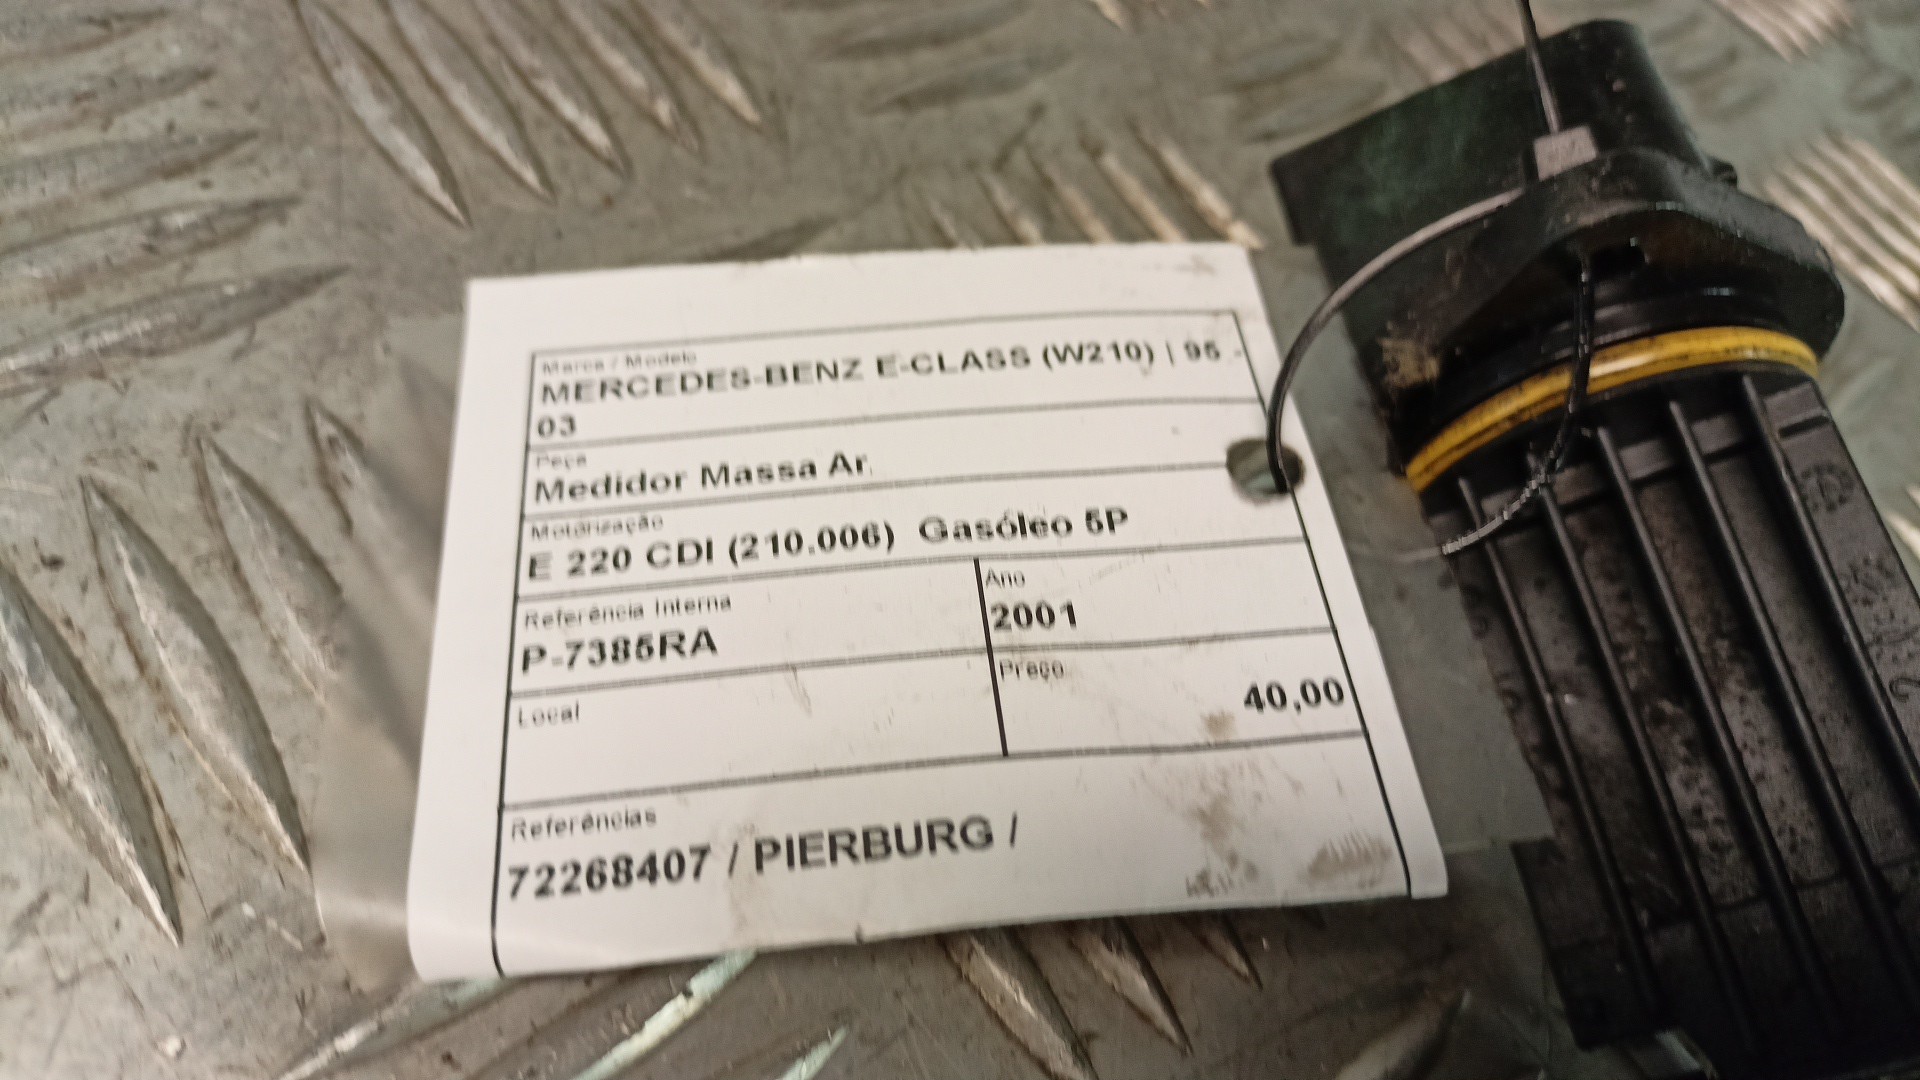 Marca / Modelo
MERCEDES-BENZ E-CLASS (W210) | 95 -
03
Peça
Medidor Massa Ar
Motorização
E 220 CDI (210.006) Gasóleo 5P
Referência Interna
P-7385RA
Ano
2001
Local
Preço
40,00
Referências
72268407 / PIERBURG /